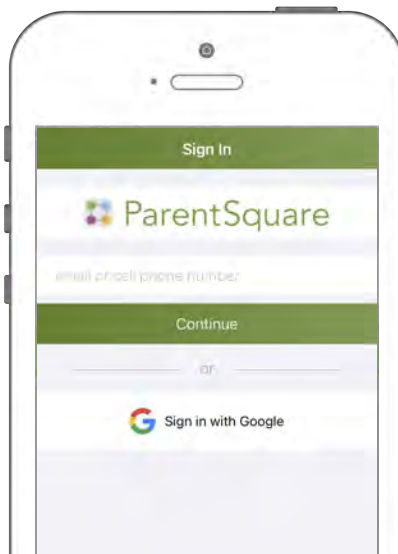 Sign In
ParentSquare
email or cell phone number
Continue
or
Sign in with Google